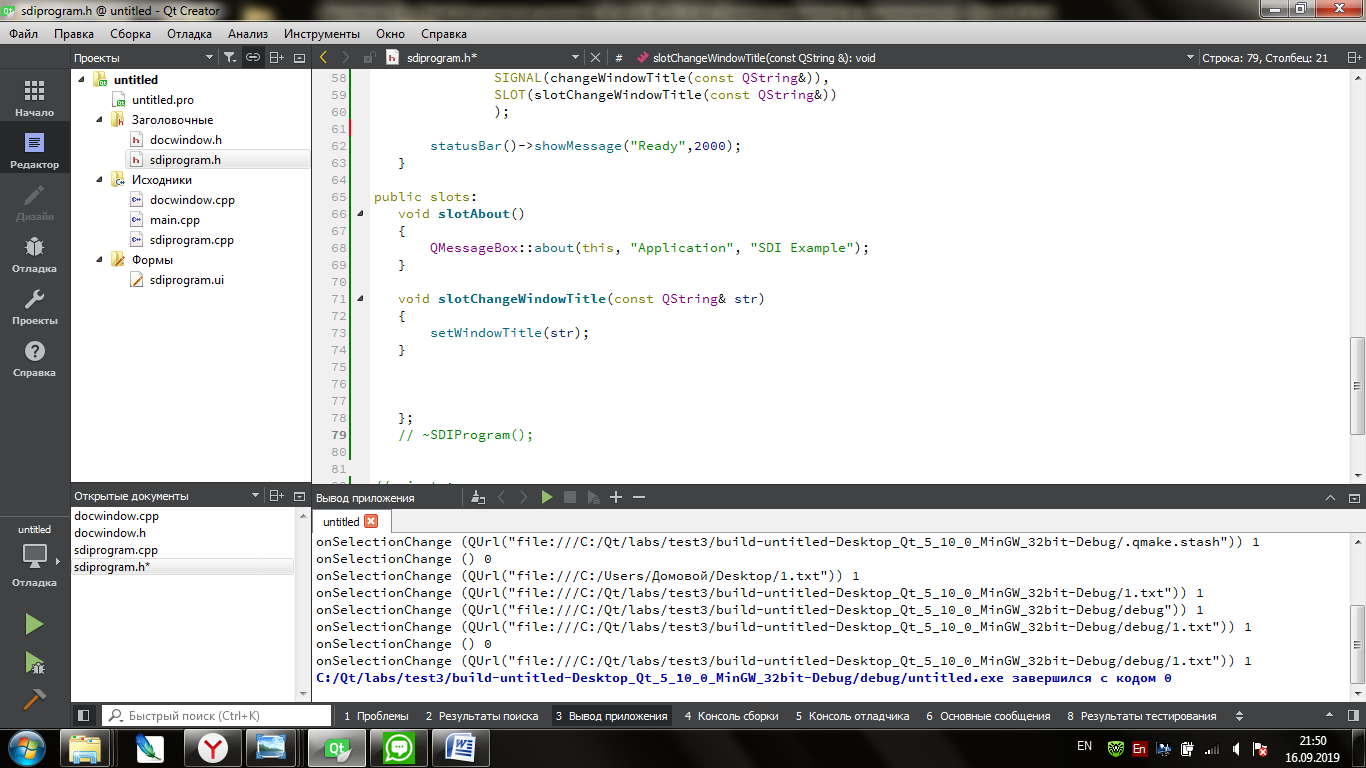 sdiprogram.h @ untitled - Qt Creator
Файл Правка Сборка Отладка Анализ Инструменты Окно Справка
Проекты
sdiprogram.h*
#
slotChangeWindowTitle(const QString &): void
Строка: 79, Столбец: 21
Начало
Редактор
Дизайн
Отладка
Проекты
Справка
untitled
untitled.pro
Заголовочные
docwindow.h
sdiprogram.h
Исходники
docwindow.cpp
main.cpp
sdiprogram.cpp
Формы
sdiprogram.ui
58 SIGNAL(changeWindowTitle(const QString&)),
59 SLOT(slotChangeWindowTitle(const QString&))
60 );
61
62 statusBar()->showMessage("Ready",2000);
63 }
64
65 public slots:
66 void slotAbout()
67 {
68 QMessageBox::about(this, "Application", "SDI Example");
69 }
70
71 void slotChangeWindowTitle(const QString& str)
72 {
73 setWindowTitle(str);
74 }
75
76
77
78 };
79 // ~SDIProgram();
80
81
Открытые документы
docwindow.cpp
docwindow.h
sdiprogram.cpp
sdiprogram.h*
untitled
Отладка
Вывод приложения
untitled
onSelectionChange (QUrl("file:///C:/Qt/labs/test3/build-untitled-Desktop_Qt_5_10_0_MinGW_32bit-Debug/.qmake.stash")) 1
onSelectionChange () 0
onSelectionChange (QUrl("file:///C:/Users/Домовой/Desktop/1.txt")) 1
onSelectionChange (QUrl("file:///C:/Qt/labs/test3/build-untitled-Desktop_Qt_5_10_0_MinGW_32bit-Debug/1.txt")) 1
onSelectionChange (QUrl("file:///C:/Qt/labs/test3/build-untitled-Desktop_Qt_5_10_0_MinGW_32bit-Debug/debug")) 1
onSelectionChange (QUrl("file:///C:/Qt/labs/test3/build-untitled-Desktop_Qt_5_10_0_MinGW_32bit-Debug/debug/1.txt")) 1
onSelectionChange () 0
onSelectionChange (QUrl("file:///C:/Qt/labs/test3/build-untitled-Desktop_Qt_5_10_0_MinGW_32bit-Debug/debug/1.txt")) 1
C:/Qt/labs/test3/build-untitled-Desktop_Qt_5_10_0_MinGW_32bit-Debug/debug/untitled.exe завершился с кодом 0
Быстрый поиск (Ctrl+K)
1 Проблемы 2 Результаты поиска 3 Вывод приложения 4 Консоль сборки 5 Консоль отладчика 6 Основные сообщения 8 Результаты тестирования
EN
En
21:50
16.09.2019